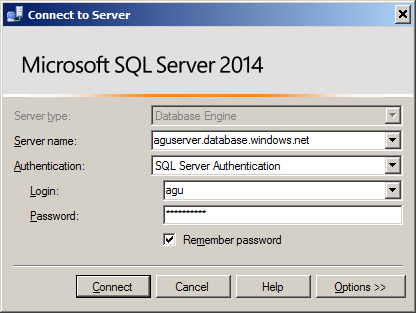 Connect to Server
Microsoft SQL Server 2014
Server type: Database Engine
Server name: aguserver.database.windows.net
Authentication: SQL Server Authentication
Login: agu
Password: **********
Remember password
Connect Cancel Help Options >>